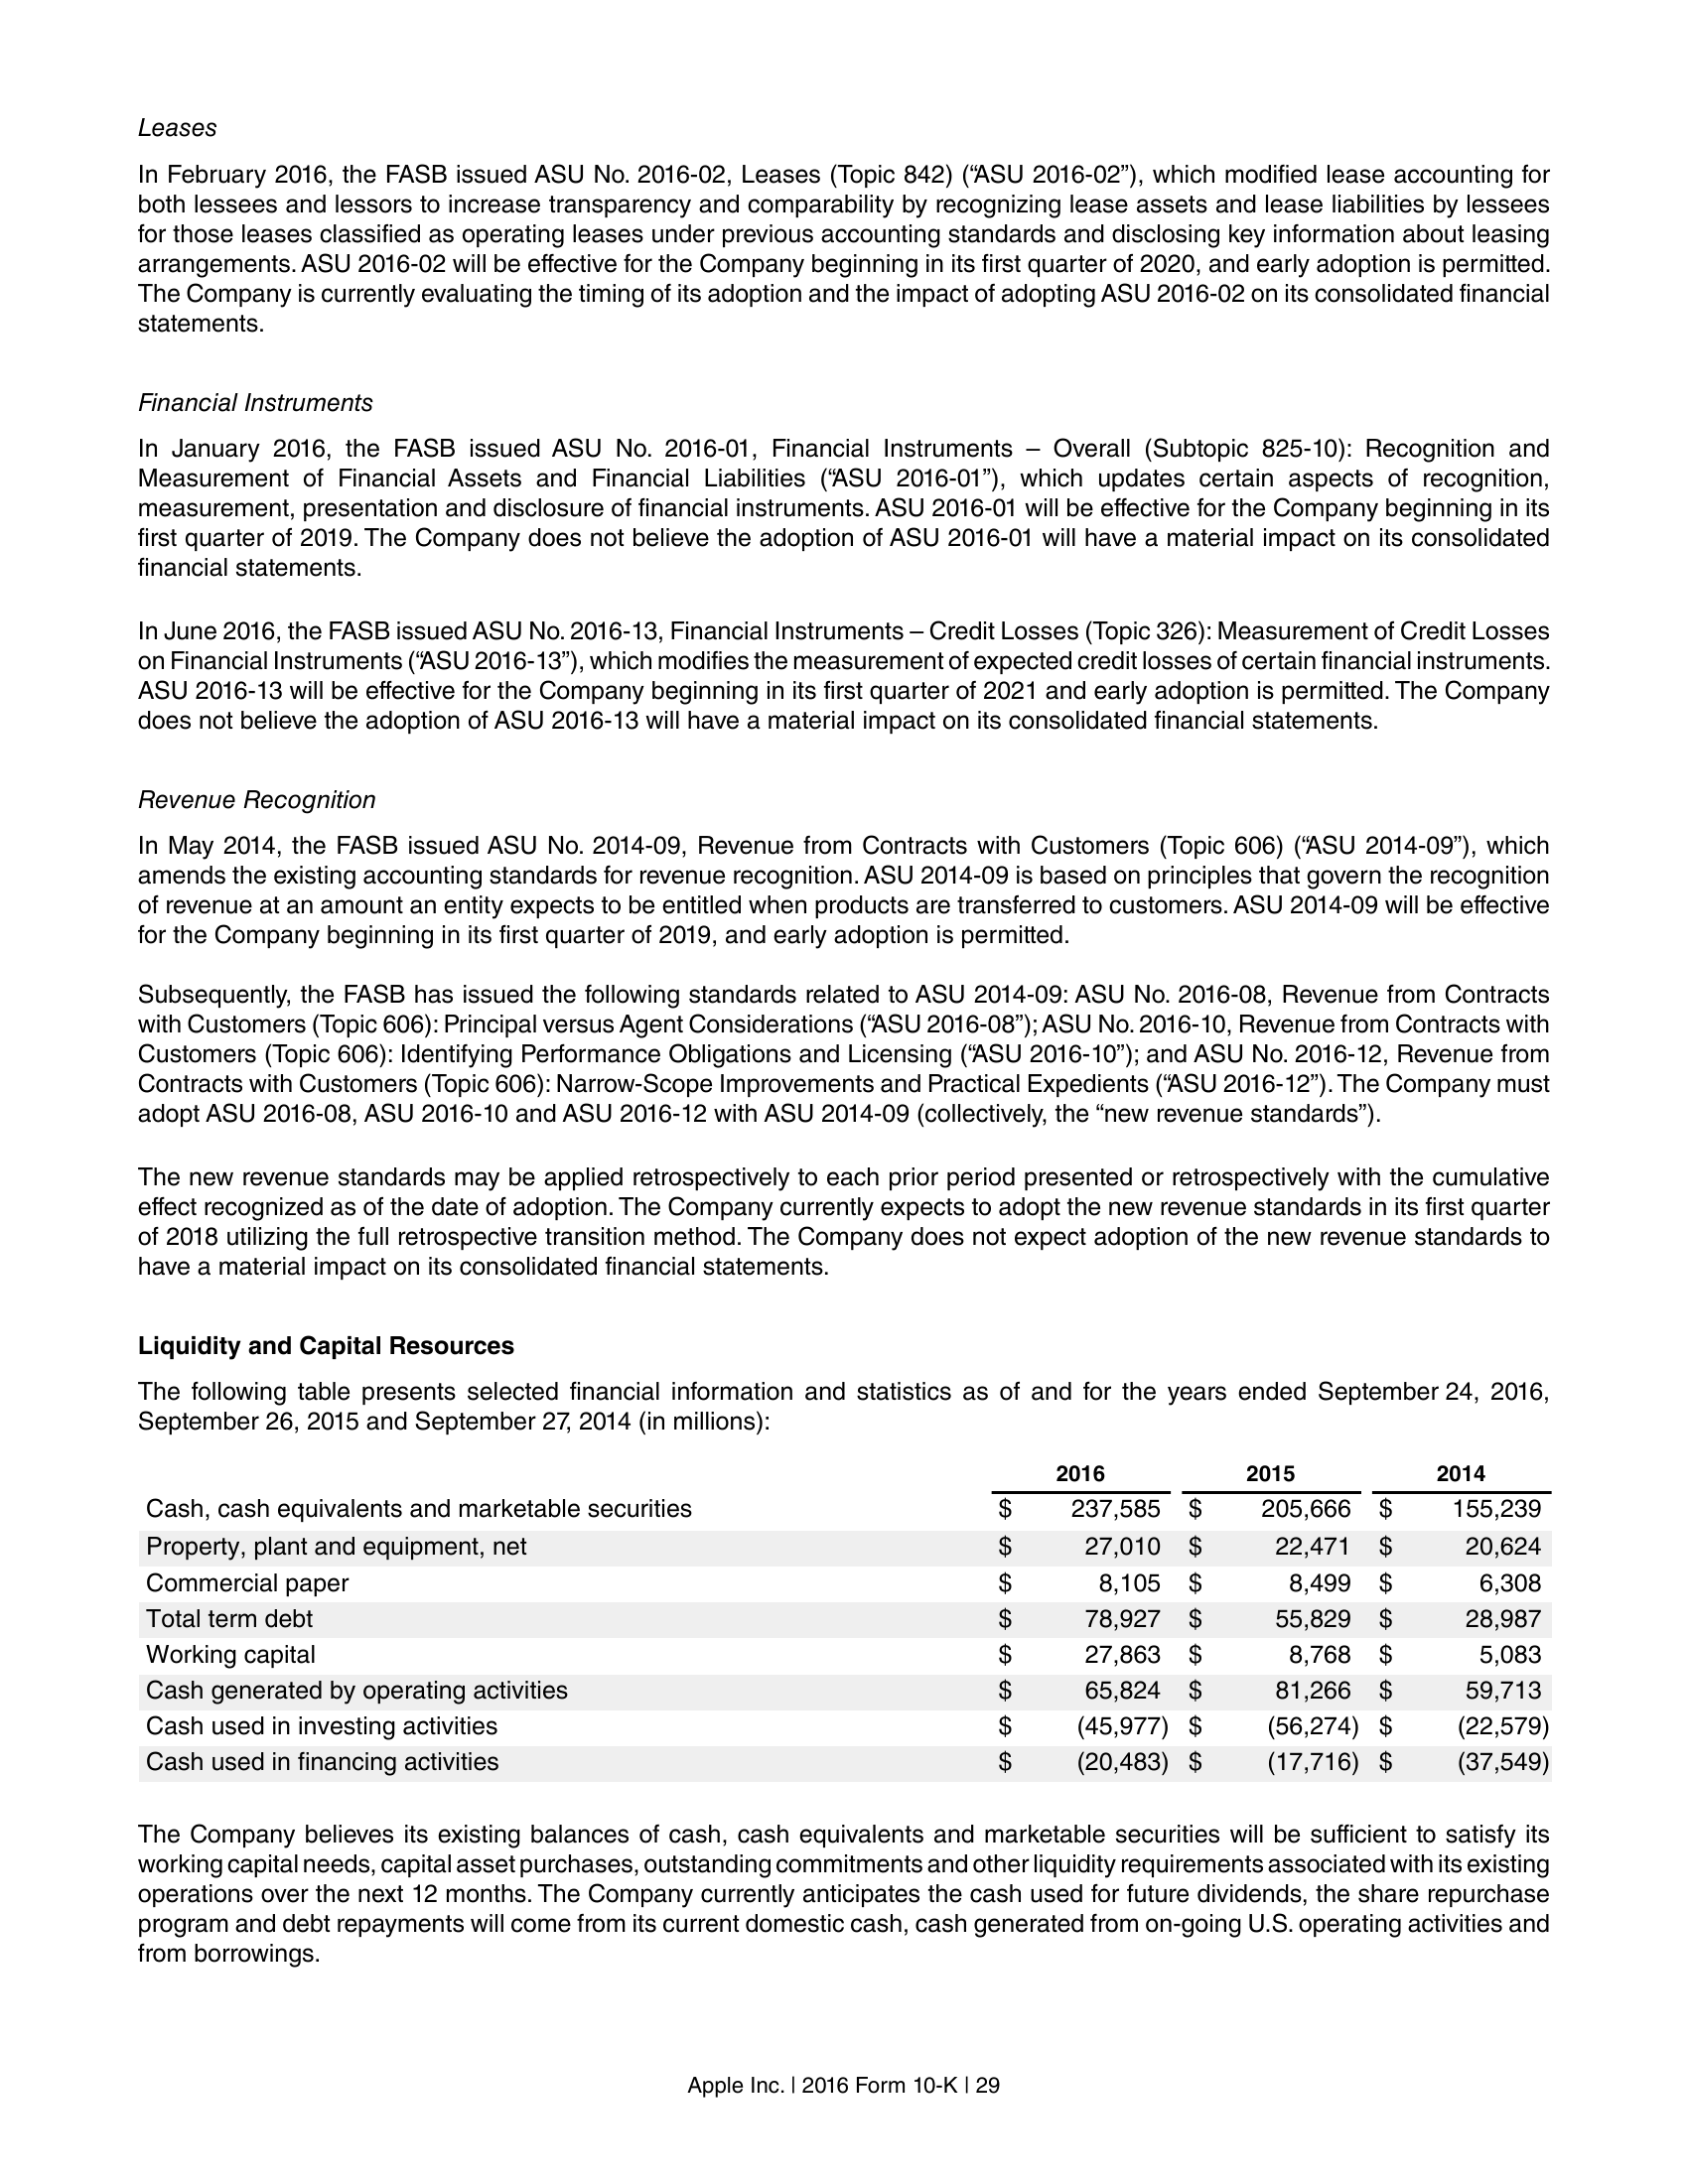 Leases
In February 2016, the FASB issued ASU No. 2016-02, Leases (Topic 842) (“ASU 2016-02”), which modified lease accounting for
both lessees and lessors to increase transparency and comparability by recognizing lease assets and lease liabilities by lessees
for those leases classified as operating leases under previous accounting standards and disclosing key information about leasing
arrangements. ASU 2016-02 will be effective for the Company beginning in its first quarter of 2020, and early adoption is permitted.
The Company is currently evaluating the timing of its adoption and the impact of adopting ASU 2016-02 on its consolidated financial
statements.
Financial Instruments
In January 2016, the FASB issued ASU No. 2016-01, Financial Instruments – Overall (Subtopic 825-10): Recognition and
Measurement of Financial Assets and Financial Liabilities (“ASU 2016-01”), which updates certain aspects of recognition,
measurement, presentation and disclosure of financial instruments. ASU 2016-01 will be effective for the Company beginning in its
first quarter of 2019. The Company does not believe the adoption of ASU 2016-01 will have a material impact on its consolidated
financial statements.
In June 2016, the FASB issued ASU No. 2016-13, Financial Instruments – Credit Losses (Topic 326): Measurement of Credit Losses
on Financial Instruments (“ASU 2016-13”), which modifies the measurement of expected credit losses of certain financial instruments.
ASU 2016-13 will be effective for the Company beginning in its first quarter of 2021 and early adoption is permitted. The Company
does not believe the adoption of ASU 2016-13 will have a material impact on its consolidated financial statements.
Revenue Recognition
In May 2014, the FASB issued ASU No. 2014-09, Revenue from Contracts with Customers (Topic 606) (“ASU 2014-09”), which
amends the existing accounting standards for revenue recognition. ASU 2014-09 is based on principles that govern the recognition
of revenue at an amount an entity expects to be entitled when products are transferred to customers. ASU 2014-09 will be effective
for the Company beginning in its first quarter of 2019, and early adoption is permitted.
Subsequently, the FASB has issued the following standards related to ASU 2014-09: ASU No. 2016-08, Revenue from Contracts
with Customers (Topic 606): Principal versus Agent Considerations (“ASU 2016-08”); ASU No. 2016-10, Revenue from Contracts with
Customers (Topic 606): Identifying Performance Obligations and Licensing (“ASU 2016-10”); and ASU No. 2016-12, Revenue from
Contracts with Customers (Topic 606): Narrow-Scope Improvements and Practical Expedients (“ASU 2016-12”). The Company must
adopt ASU 2016-08, ASU 2016-10 and ASU 2016-12 with ASU 2014-09 (collectively, the “new revenue standards”).
The new revenue standards may be applied retrospectively to each prior period presented or retrospectively with the cumulative
effect recognized as of the date of adoption. The Company currently expects to adopt the new revenue standards in its first quarter
of 2018 utilizing the full retrospective transition method. The Company does not expect adoption of the new revenue standards to
have a material impact on its consolidated financial statements.
Liquidity and Capital Resources
The following table presents selected financial information and statistics as of and for the years ended September 24, 2016,
September 26, 2015 and September 27, 2014 (in millions):
2016 2015 2014
Cash, cash equivalents and marketable securities $ 237,585 $ 205,666 $ 155,239
Property, plant and equipment, net $ 27,010 $ 22,471 $ 20,624
Commercial paper $ 8,105 $ 8,499 $ 6,308
Total term debt $ 78,927 $ 55,829 $ 28,987
Working capital $ 27,863 $ 8,768 $ 5,083
Cash generated by operating activities $ 65,824 $ 81,266 $ 59,713
Cash used in investing activities $ (45,977) $ (56,274) $ (22,579)
Cash used in financing activities $ (20,483) $ (17,716) $ (37,549)
The Company believes its existing balances of cash, cash equivalents and marketable securities will be sufficient to satisfy its
working capital needs, capital asset purchases, outstanding commitments and other liquidity requirements associated with its existing
operations over the next 12 months. The Company currently anticipates the cash used for future dividends, the share repurchase
program and debt repayments will come from its current domestic cash, cash generated from on-going U.S. operating activities and
from borrowings.
Apple Inc. | 2016 Form 10-K | 29